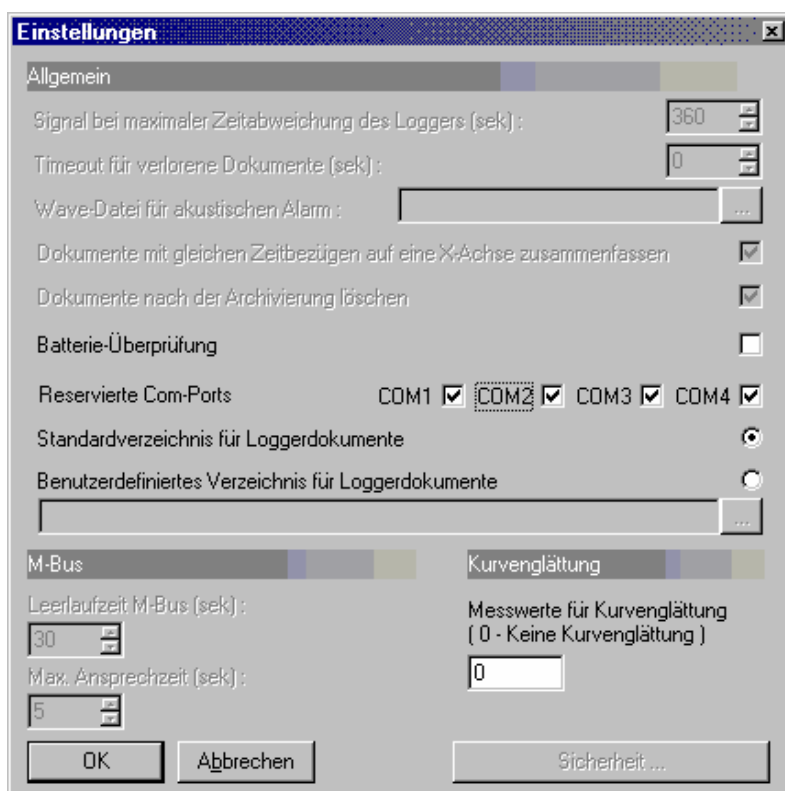 Einstellungen
Allgemein
Signal bei maximaler Zeitabweichung des Loggers (sek) : 360
Timeout für verlorene Dokumente (sek) : 0
Wave-Datei für akustischen Alarm : ...
Dokumente mit gleichen Zeitbezügen auf eine X-Achse zusammenfassen
Dokumente nach der Archivierung löschen
Batterie-Überprüfung
Reservierte Com-Ports COM1 COM2 COM3 COM4
Standardverzeichnis für Loggerdokumente
Benutzerdefiniertes Verzeichnis für Loggerdokumente
...
M-Bus
Leerlaufzeit M-Bus (sek) :
30
Max. Ansprechzeit (sek) :
5
Kurvenglättung
Messwerte für Kurvenglättung
( 0 - Keine Kurvenglättung )
0
OK Abbrechen Sicherheit ...